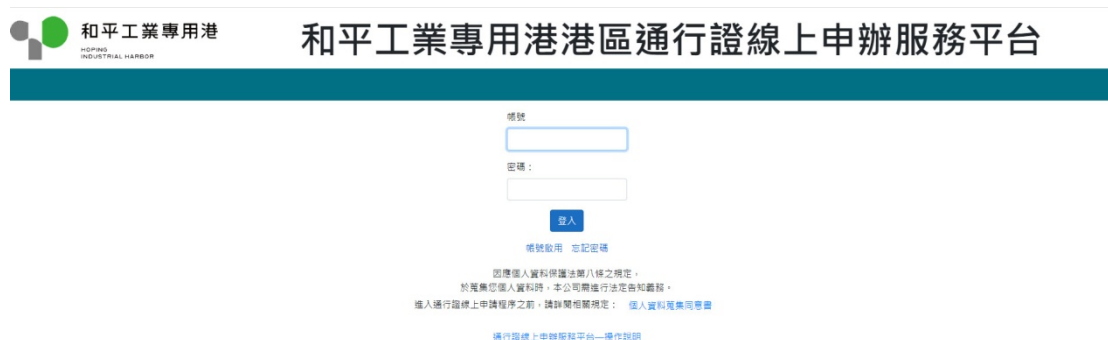 和平工業專用港
HOPING
INDUSTRIAL HARBOR
和平工業專用港港區通行證線上申辦服務平台
帳號
密碼：
登入
帳號啟用 忘記密碼
因應個人資料保護法第八條之規定，
於蒐集您個人資料時，本公司需進行法定告知義務。
進入通行證線上申請程序之前，請詳閱相關規定： 個人資料蒐集同意書
通行證線上申辦服務平台—操作說明